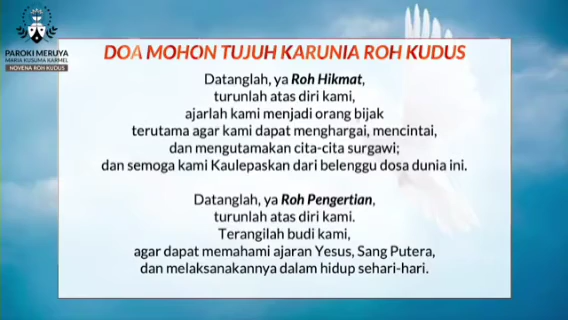 PAROKI MERUYA
MARIA KUSUMA KARMEL
NOVENA ROH KUDUS
DOA MOHON TUJUH KARUNIA ROH KUDUS
Datanglah, ya Roh Hikmat,
turunlah atas diri kami,
ajarlah kami menjadi orang bijak
terutama agar kami dapat menghargai, mencintai,
dan mengutamakan cita-cita surgawi;
dan semoga kami Kaulepaskan dari belenggu dosa dunia ini.
Datanglah, ya Roh Pengertian,
turunlah atas diri kami.
Terangilah budi kami,
agar dapat memahami ajaran Yesus, Sang Putera,
dan melaksanakannya dalam hidup sehari-hari.